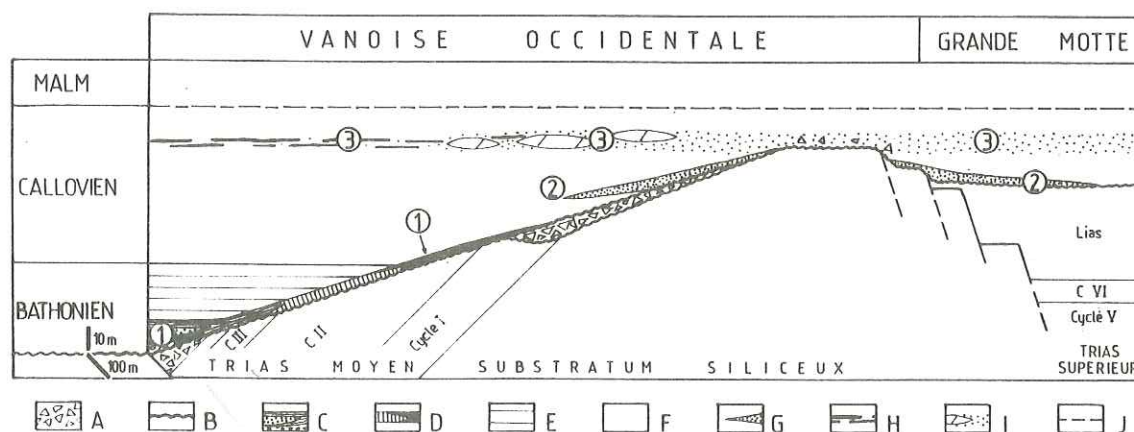 VANOISE OCCIDENTALE GRANDE MOTTE
MALM
3 3 3
CALLOVIEN
2
2
1
Lias
BATHONIEN
C VI
1
Cycle V
10 m
C III
C II
Cycle I
100 m
TRIAS MOYEN SUBSTRATUM SILICEUX
TRIAS
SUPÉRIEUR
A B C D E F G H I J